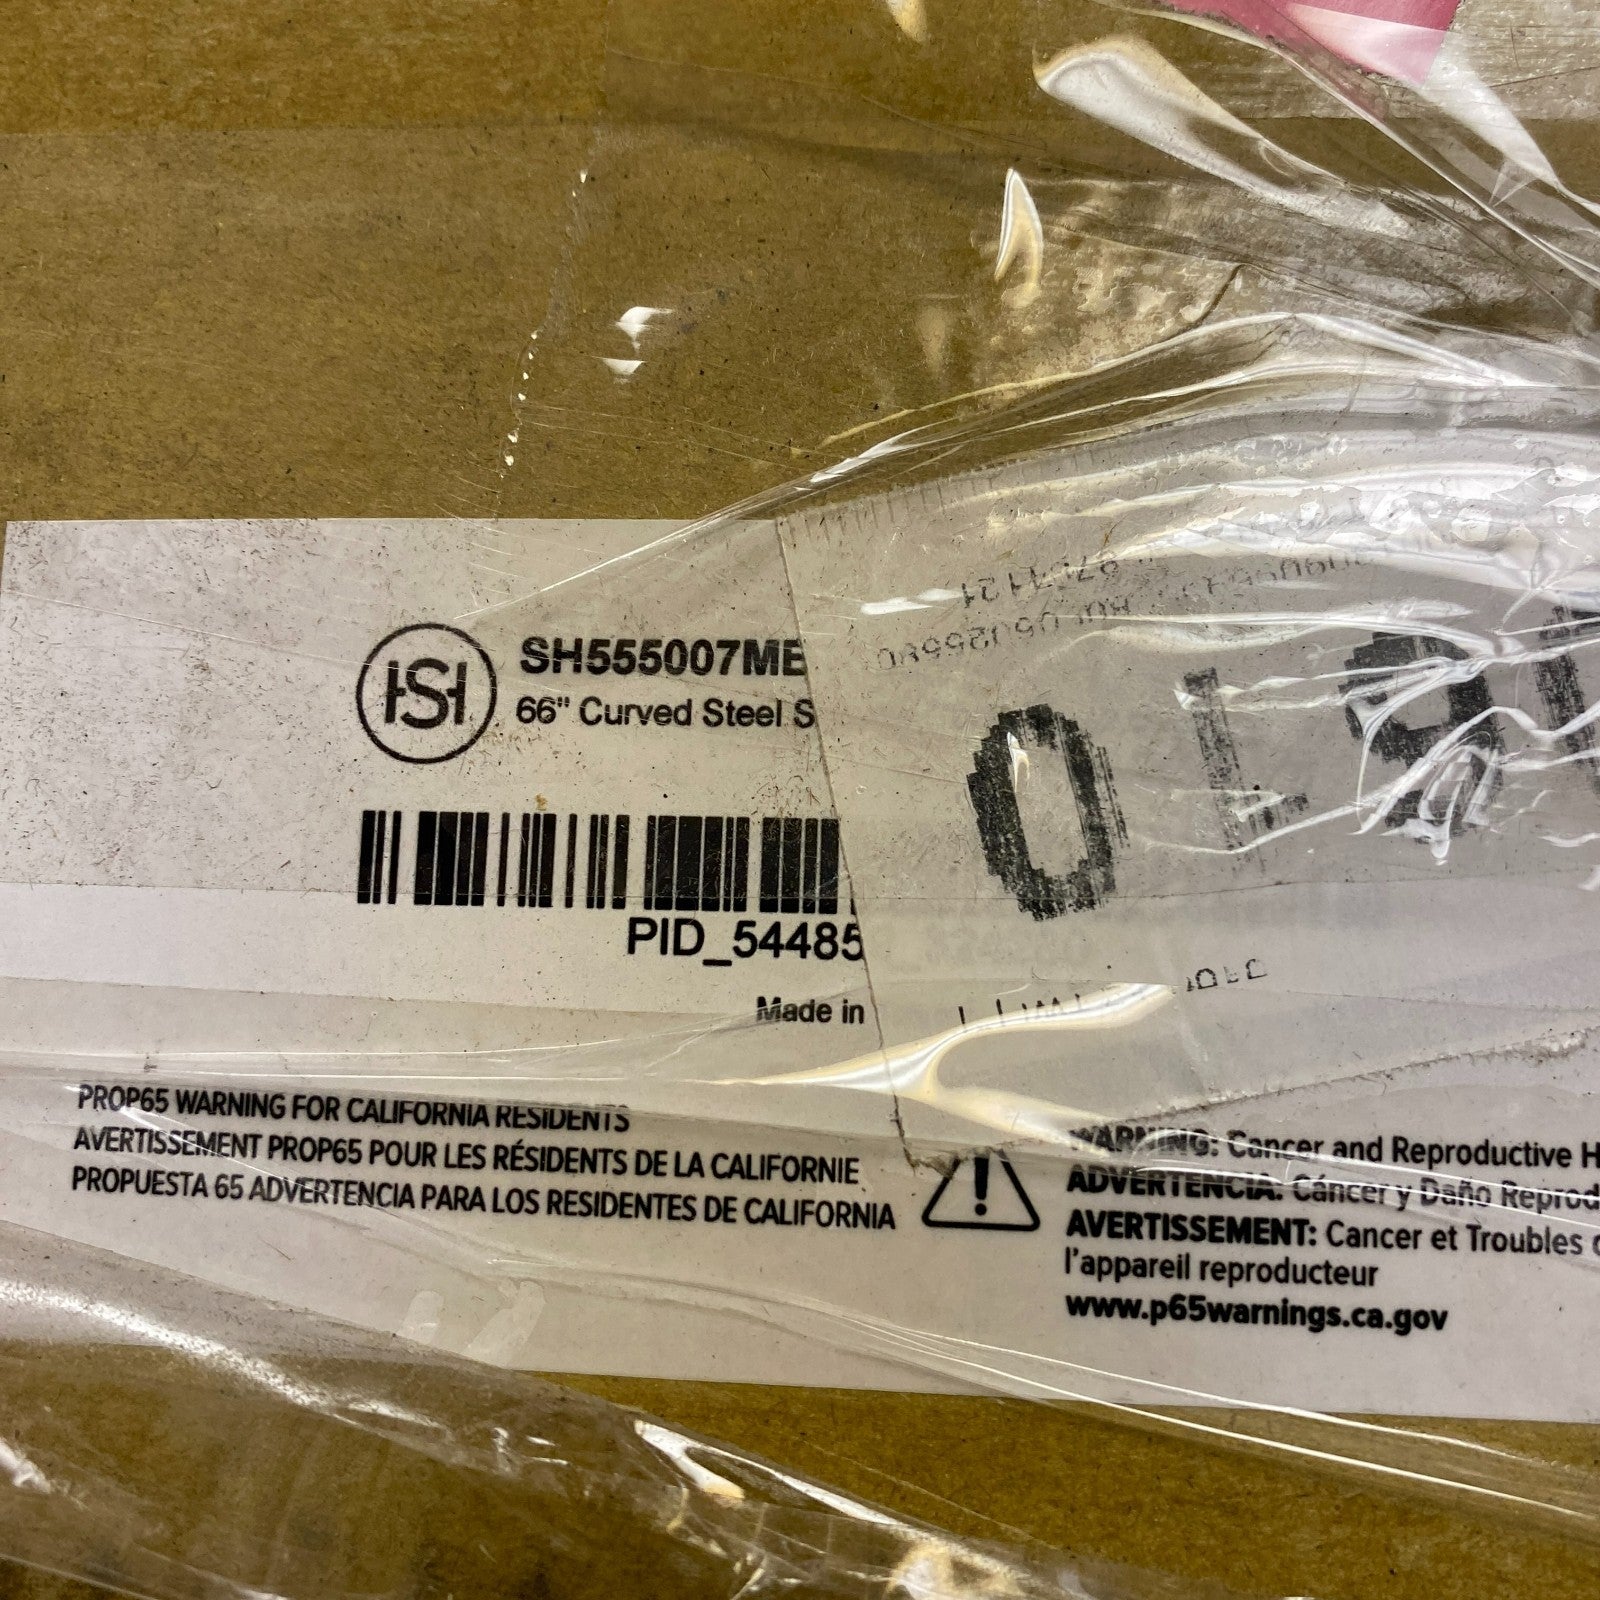 HSH
SH555007MB
66" Curved Steel S
PID_54485
Made in
PROP65 WARNING FOR CALIFORNIA RESIDENTS
AVERTISSEMENT PROP65 POUR LES RÉSIDENTS DE LA CALIFORNIE
PROPUESTA 65 ADVERTENCIA PARA LOS RESIDENTES DE CALIFORNIA
WARNING: Cancer and Reproductive H
ADVERTENCIA: Cáncer y Daño Reprod
AVERTISSEMENT: Cancer et Troubles
l'appareil reproducteur
www.p65warnings.ca.gov